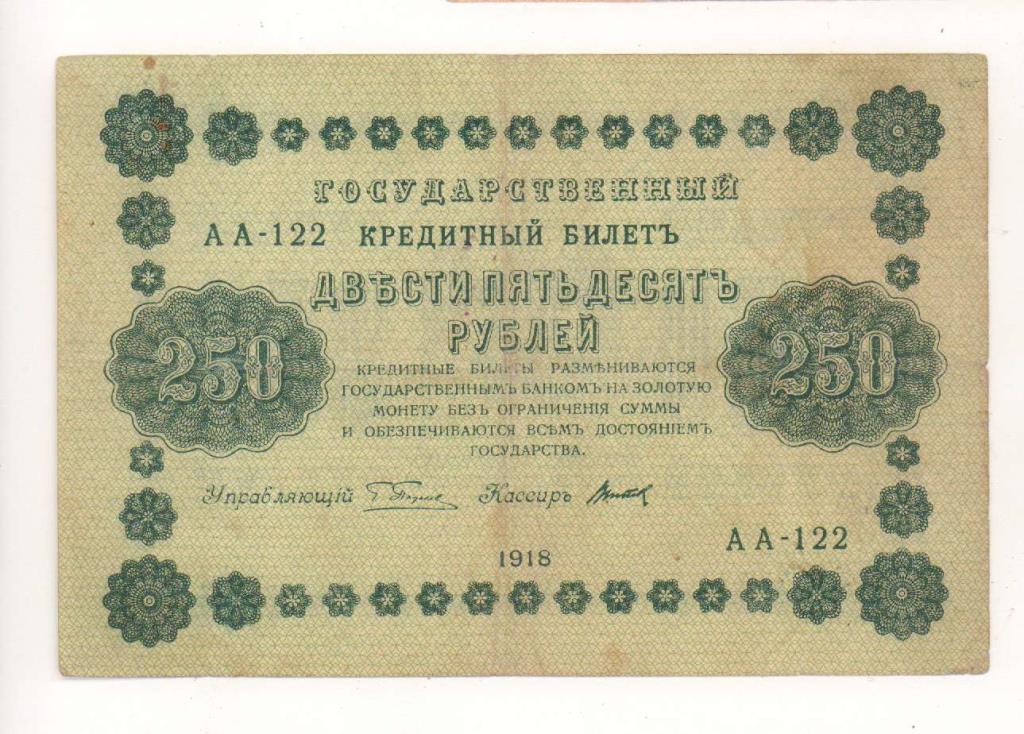 ГОСУДАРСТВЕННЫЙ
АА-122 КРЕДИТНЫЙ БИЛЕТЪ
ДВѢСТИ ПЯТЬДЕСЯТЪ
РУБЛЕЙ
250
250
КРЕДИТНЫЕ БИЛЕТЫ РАЗМѢНИВАЮТСЯ
ГОСУДАРСТВЕННЫМЪ БАНКОМЪ НА ЗОЛОТУЮ
МОНЕТУ БЕЗЪ ОГРАНИЧЕНІЯ СУММЫ
И ОБЕЗПЕЧИВАЮТСЯ ВСѢМЪ ДОСТОЯНІЕМЪ
ГОСУДАРСТВА.
Управляющій Кассиръ
АА-122
1918